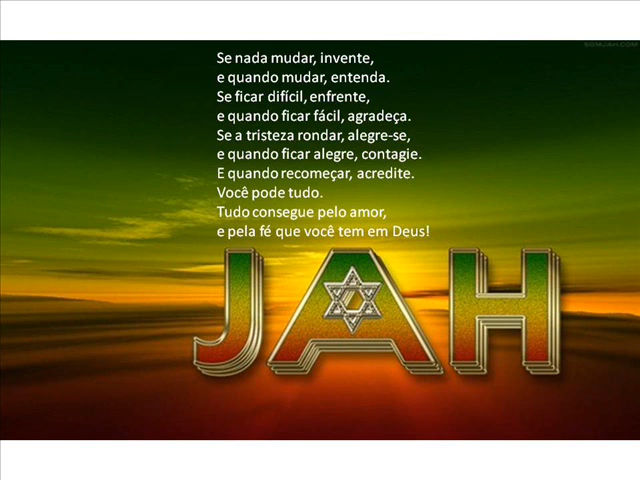 SOMJAH.COM
Se nada mudar, invente,
e quando mudar, entenda.
Se ficar difícil, enfrente,
e quando ficar fácil, agradeça.
Se a tristeza rondar, alegre-se,
e quando ficar alegre, contagie.
E quando recomeçar, acredite.
Você pode tudo.
Tudo consegue pelo amor,
e pela fé que você tem em Deus!
JAH